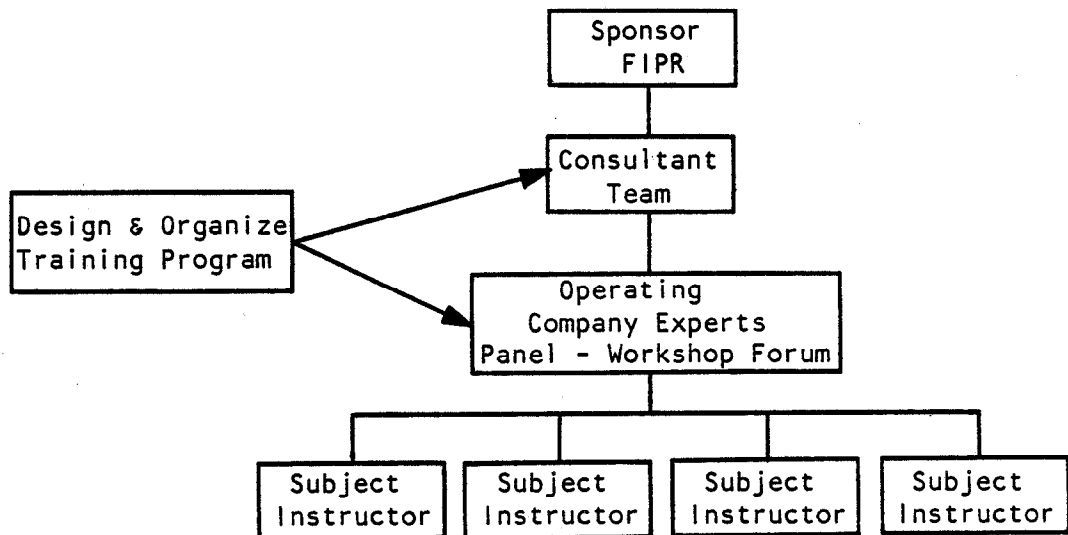 Sponsor
FIPR
Consultant
Team
Design & Organize
Training Program
Operating
Company Experts
Panel - Workshop Forum
Subject
Instructor
Subject
Instructor
Subject
Instructor
Subject
Instructor